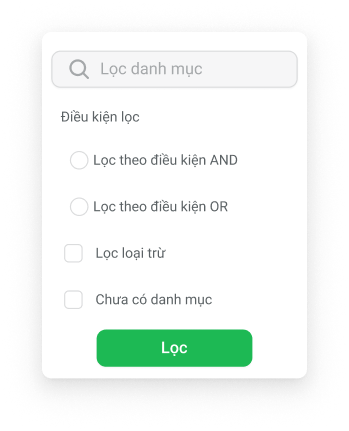 Lọc danh mục
Điều kiện lọc
Lọc theo điều kiện AND
Lọc theo điều kiện OR
Lọc loại trừ
Chưa có danh mục
Lọc